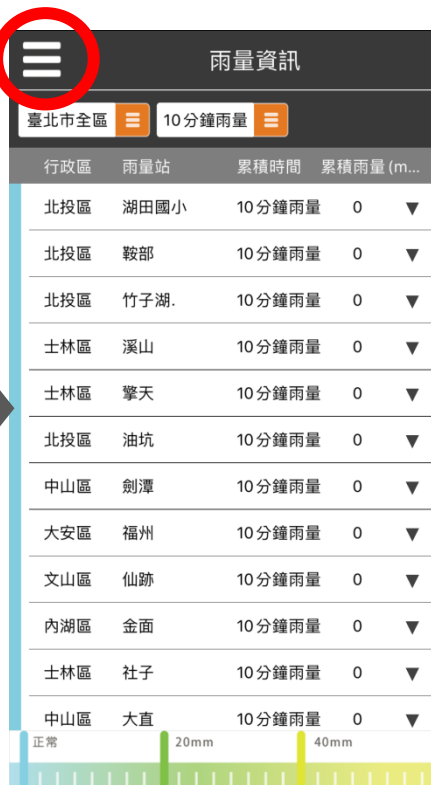 雨量資訊
臺北市全區 10分鐘雨量
行政區 雨量站 累積時間 累積雨量 (m...
北投區 湖田國小 10分鐘雨量 0 ▼
北投區 鞍部 10分鐘雨量 0 ▼
北投區 竹子湖. 10分鐘雨量 0 ▼
士林區 溪山 10分鐘雨量 0 ▼
士林區 擎天 10分鐘雨量 0 ▼
北投區 油坑 10分鐘雨量 0 ▼
中山區 劍潭 10分鐘雨量 0 ▼
大安區 福州 10分鐘雨量 0 ▼
文山區 仙跡 10分鐘雨量 0 ▼
內湖區 金面 10分鐘雨量 0 ▼
士林區 社子 10分鐘雨量 0 ▼
中山區 大直 10分鐘雨量 0 ▼
正常 20mm 40mm